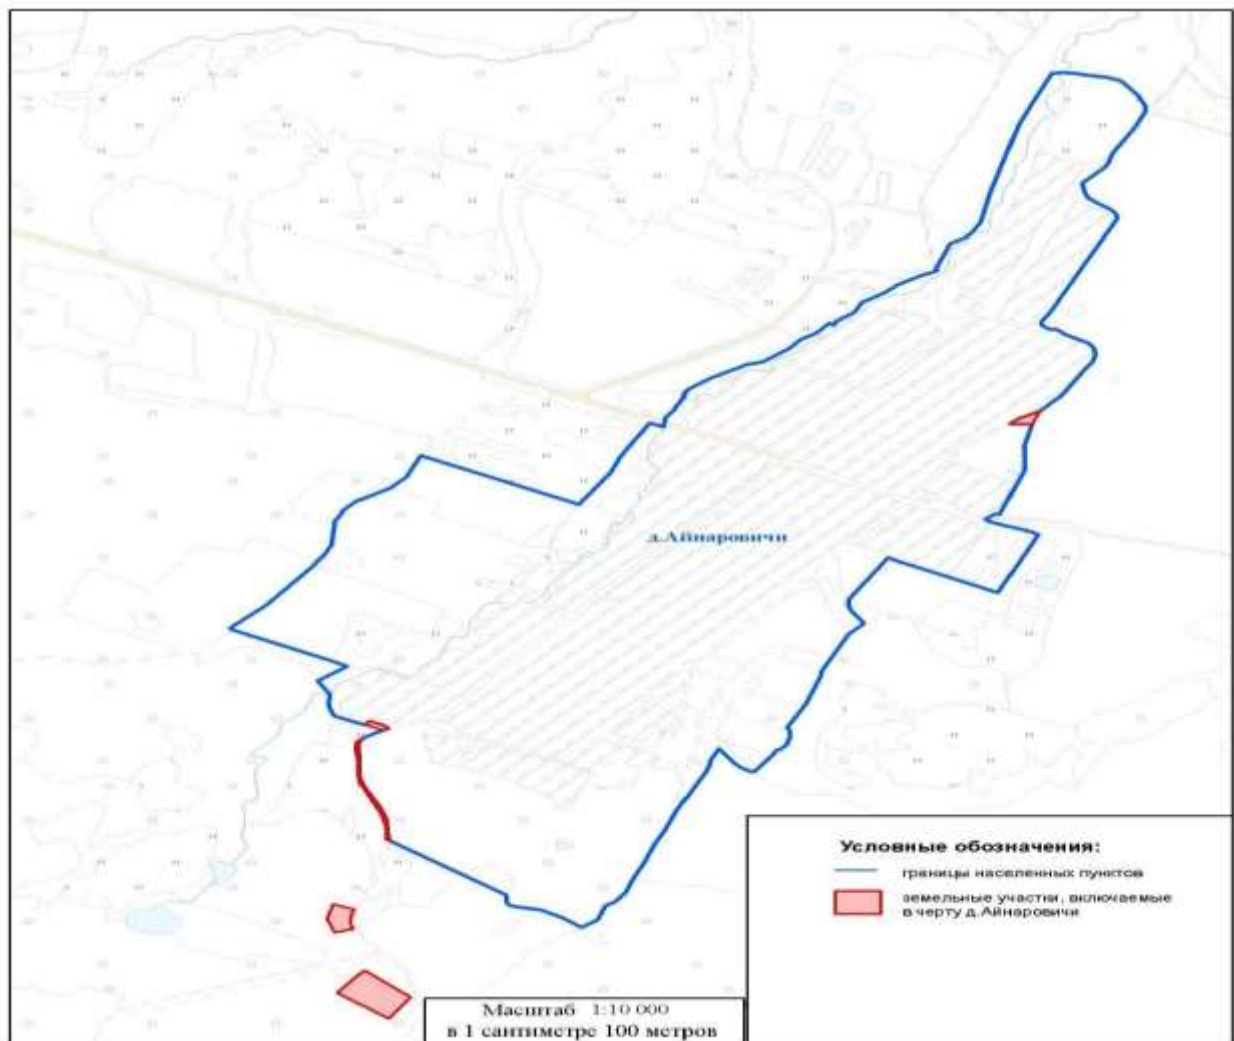 д.Айнаровичи
Условные обозначения:
границы населенных пунктов
земельные участки, включаемые
в черту д.Айнаровичи
Масштаб 1:10 000
в 1 сантиметре 100 метров